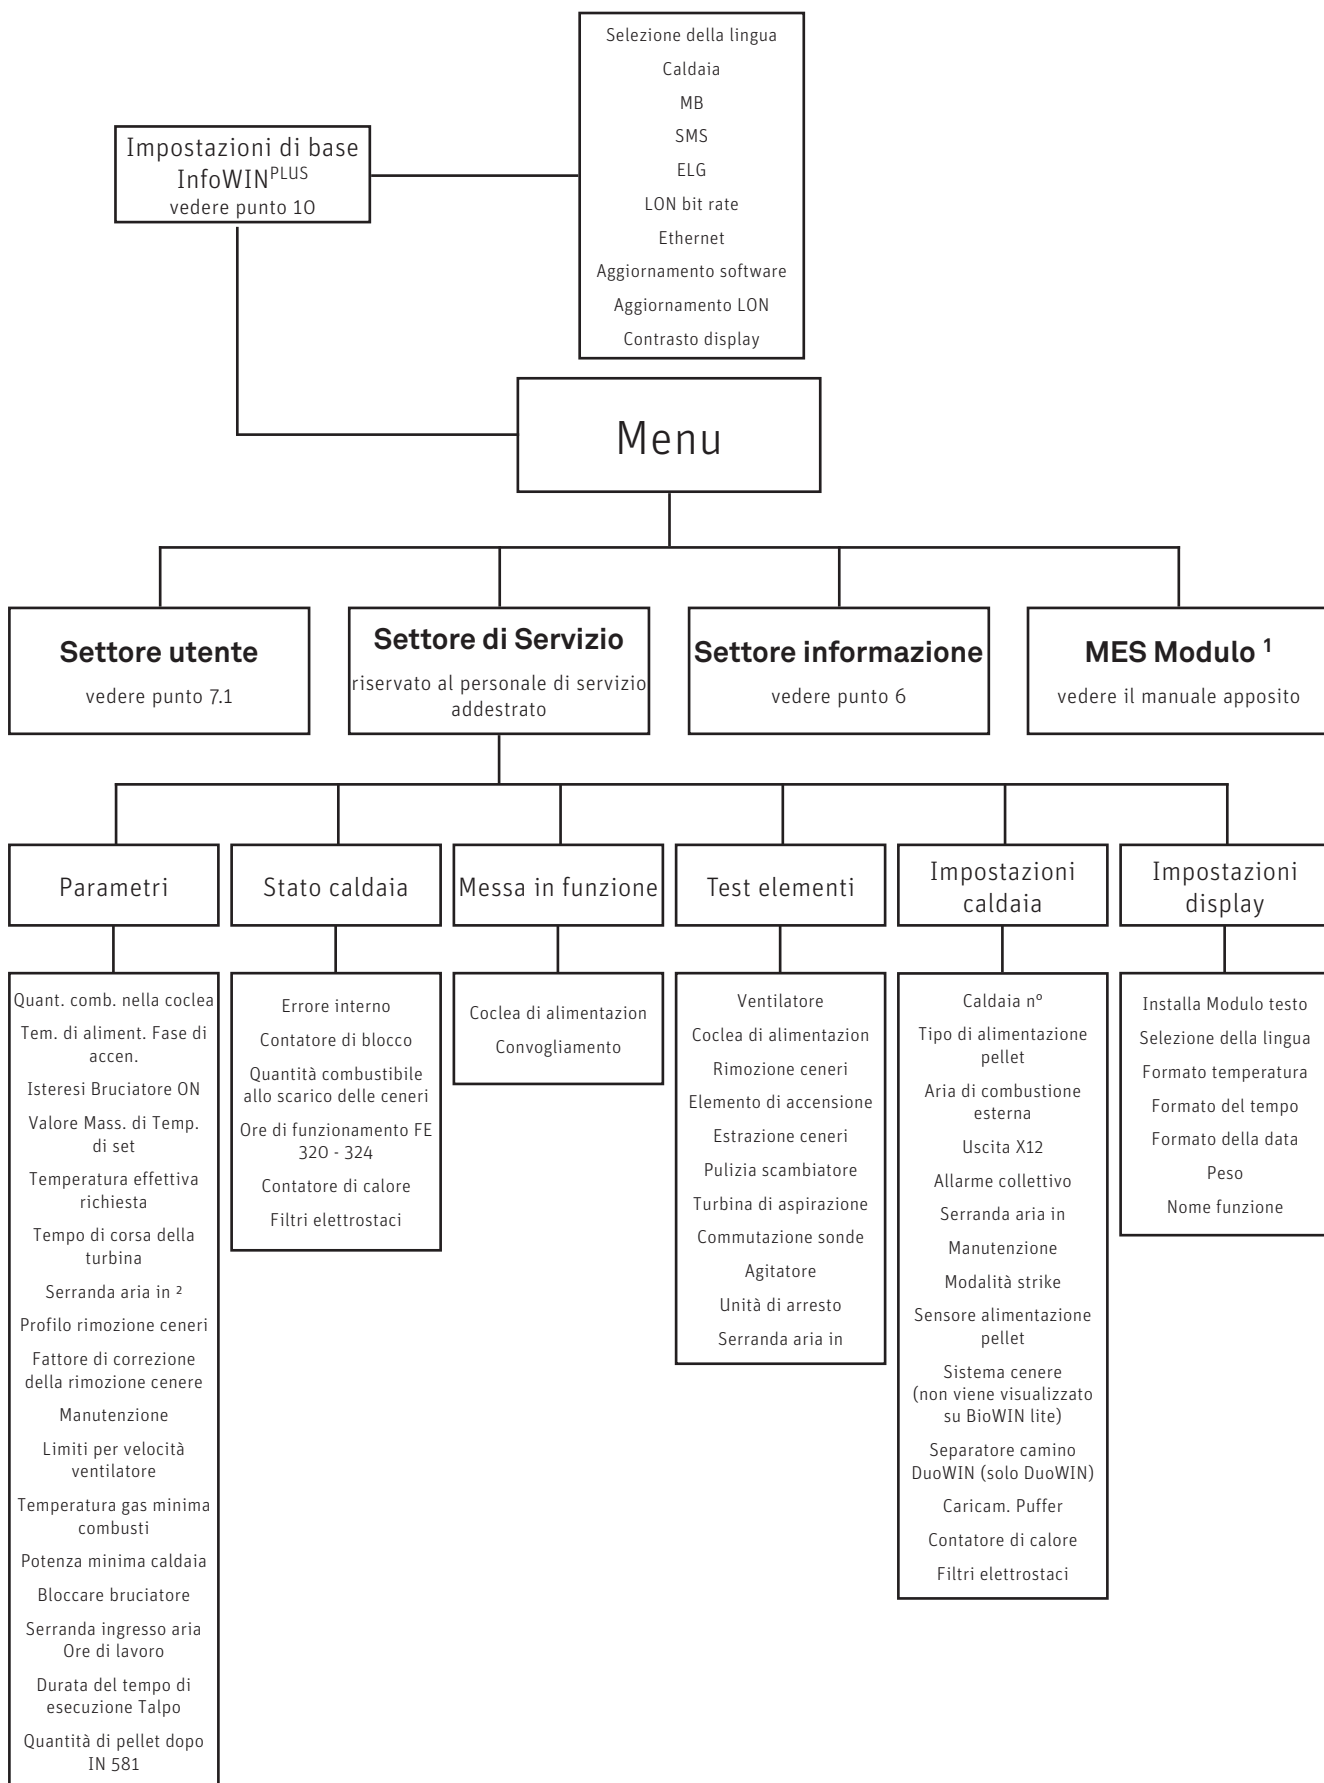 Selezione della lingua
Caldaia
MB
SMS
ELG
LON bit rate
Ethernet
Aggiornamento software
Aggiornamento LON
Contrasto display
Impostazioni di base
InfoWIN^PLUS
vedere punto 10
Menu
Settore utente
vedere punto 7.1
Settore di Servizio
riservato al personale di servizio
addestrato
Settore informazione
vedere punto 6
MES Modulo ¹
vedere il manuale apposito
Parametri
Stato caldaia
Messa in funzione
Test elementi
Impostazioni
caldaia
Impostazioni
display
Quant. comb. nella coclea
Tem. di aliment. Fase di
accen.
Isteresi Bruciatore ON
Valore Mass. di Temp.
di set
Temperatura effettiva
richiesta
Tempo di corsa della
turbina
Serranda aria in ²
Profilo rimozione ceneri
Fattore di correzione
della rimozione cenere
Manutenzione
Limiti per velocità
ventilatore
Temperatura gas minima
combusti
Potenza minima caldaia
Bloccare bruciatore
Serranda ingresso aria
Ore di lavoro
Durata del tempo di
esecuzione Talpo
Quantità di pellet dopo
IN 581
Errore interno
Contatore di blocco
Quantità combustibile
allo scarico delle ceneri
Ore di funzionamento FE
320 - 324
Contatore di calore
Filtri elettrostaci
Coclea di alimentazion
Convogliamento
Ventilatore
Coclea di alimentazion
Rimozione ceneri
Elemento di accensione
Estrazione ceneri
Pulizia scambiatore
Turbina di aspirazione
Commutazione sonde
Agitatore
Unità di arresto
Serranda aria in
Caldaia n°
Tipo di alimentazione
pellet
Aria di combustione
esterna
Uscita X12
Allarme collettivo
Serranda aria in
Manutenzione
Modalità strike
Sensore alimentazione
pellet
Sistema cenere
(non viene visualizzato
su BioWIN lite)
Separatore camino
DuoWIN (solo DuoWIN)
Caricam. Puffer
Contatore di calore
Filtri elettrostaci
Installa Modulo testo
Selezione della lingua
Formato temperatura
Formato del tempo
Formato della data
Peso
Nome funzione